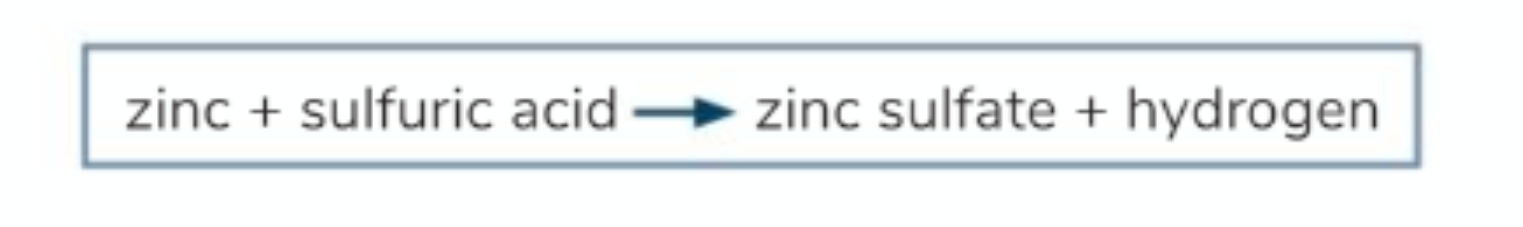 zinc + sulfuric acid → zinc sulfate + hydrogen